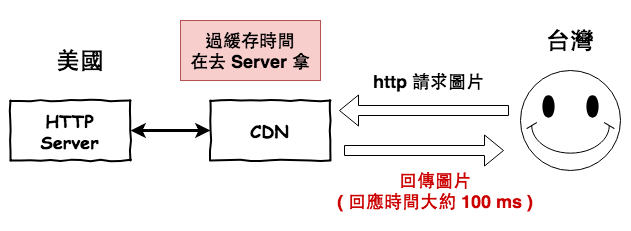 美國
過緩存時間
在去 Server 拿
台灣
http 請求圖片
HTTP
Server
CDN
回傳圖片
( 回應時間大約 100 ms )